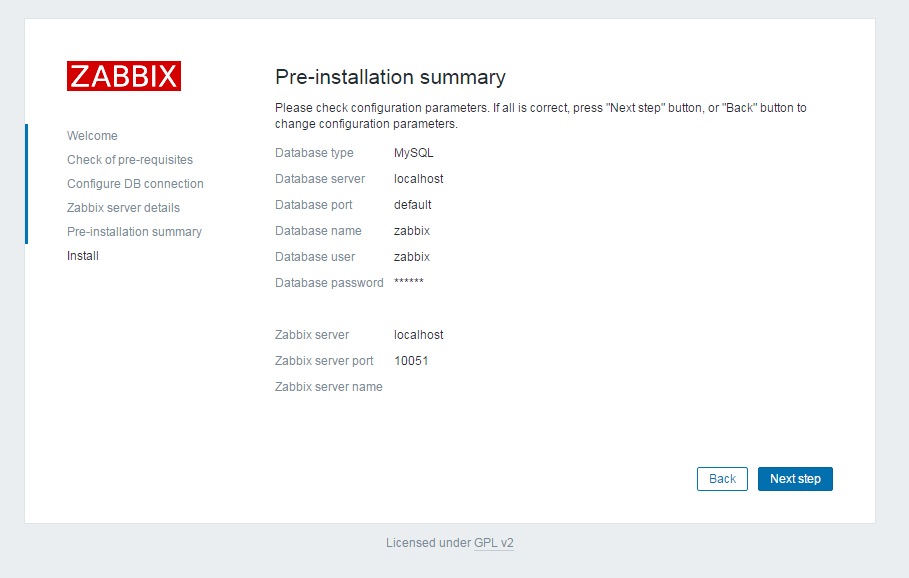 ZABBIX
Welcome
Check of pre-requisites
Configure DB connection
Zabbix server details
Pre-installation summary
Install
Pre-installation summary
Please check configuration parameters. If all is correct, press "Next step" button, or "Back" button to
change configuration parameters.
Database type MySQL
Database server localhost
Database port default
Database name zabbix
Database user zabbix
Database password ******
Zabbix server localhost
Zabbix server port 10051
Zabbix server name
Back Next step
Licensed under GPL v2